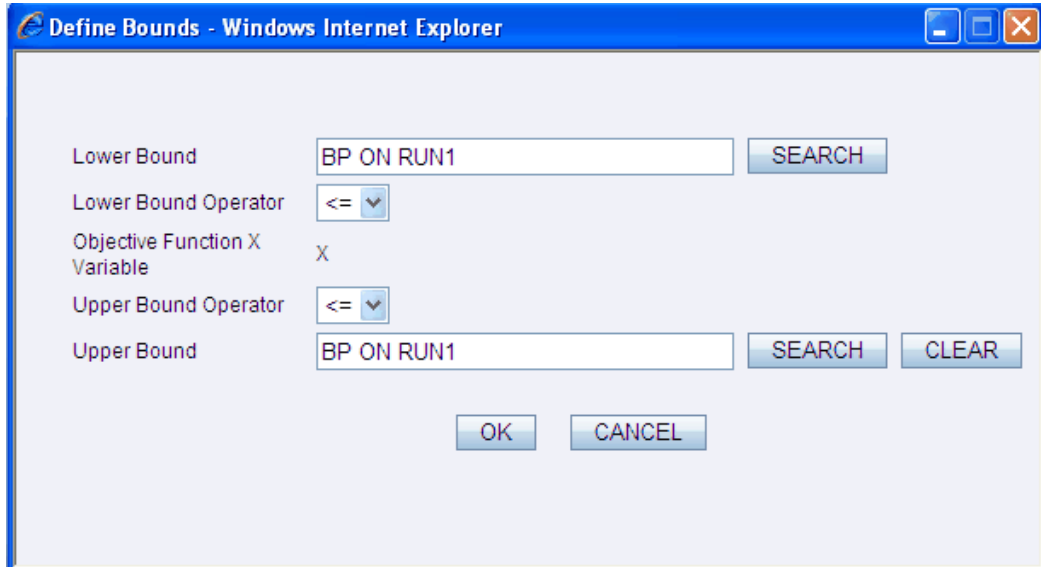 Define Bounds - Windows Internet Explorer
Lower Bound BP ON RUN1 SEARCH
Lower Bound Operator <=
Objective Function X
Variable X
Upper Bound Operator <=
Upper Bound BP ON RUN1 SEARCH CLEAR
OK CANCEL